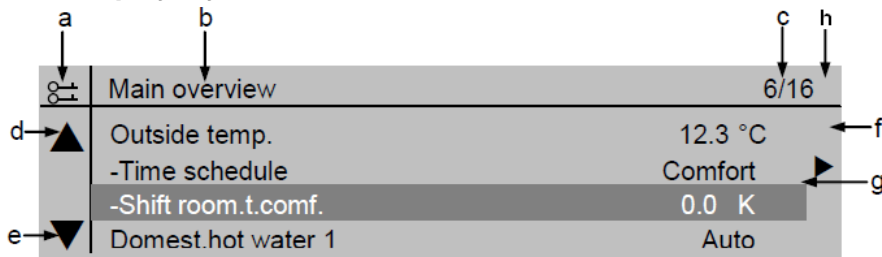 a b c h
Main overview 6/16
d Outside temp. 12.3 °C f
-Time schedule Comfort
g
-Shift room.t.comf. 0.0 K
e Domest.hot water 1 Auto